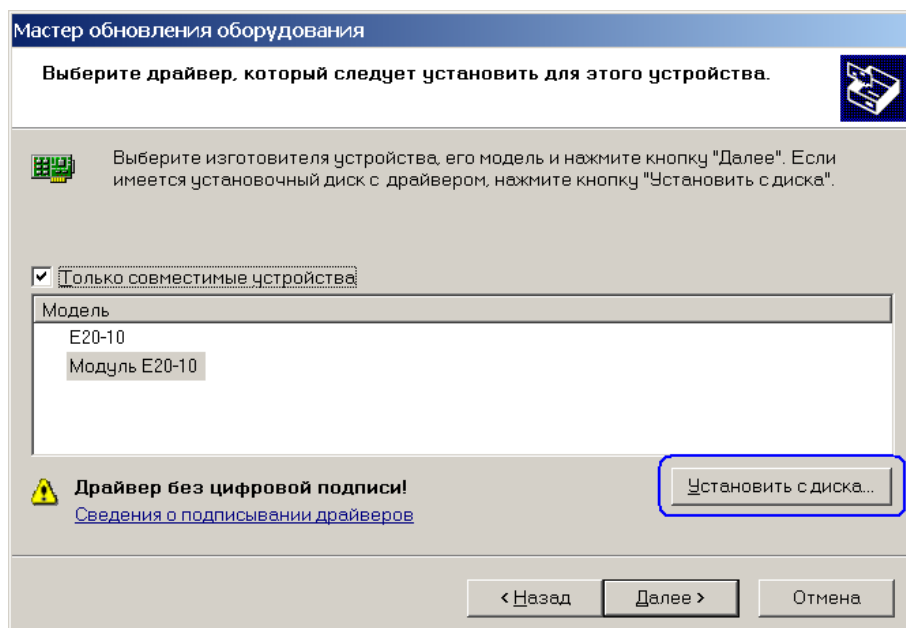 Мастер обновления оборудования
Выберите драйвер, который следует установить для этого устройства.
Выберите изготовителя устройства, его модель и нажмите кнопку "Далее". Если
имеется установочный диск с драйвером, нажмите кнопку "Установить с диска".
Только совместимые устройства
Модель
E20-10
Модуль E20-10
Драйвер без цифровой подписи!
Сведения о подписывании драйверов
Установить с диска...
< Назад
Далее >
Отмена